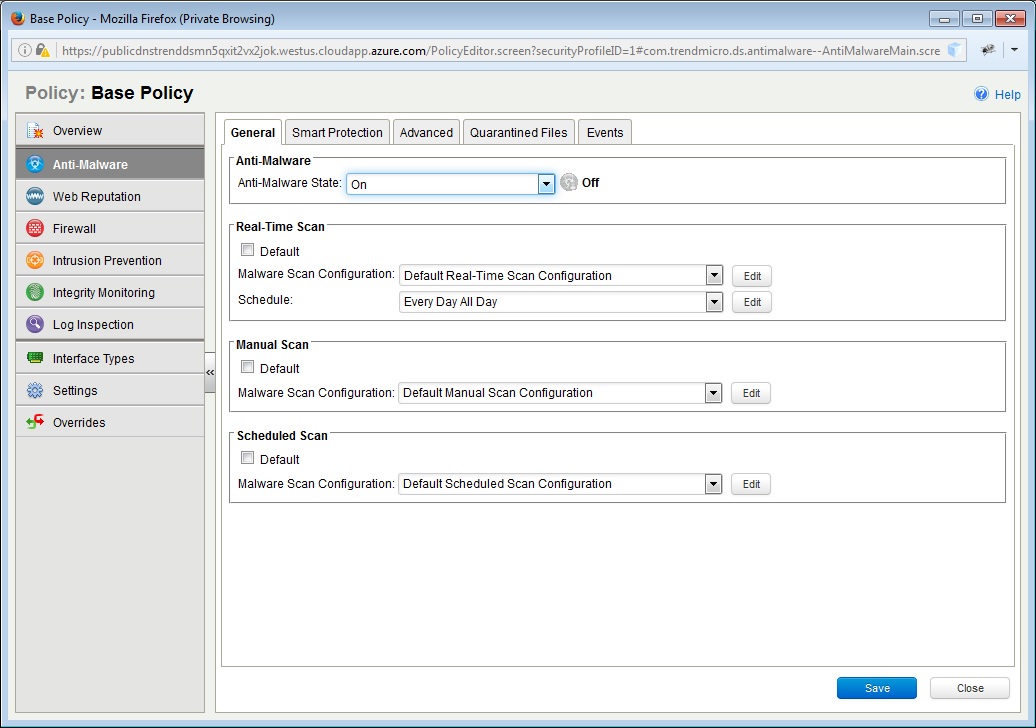 Base Policy - Mozilla Firefox (Private Browsing)
https://publicdnstrenddsmn5qxit2vx2jok.westus.cloudapp.azure.com/PolicyEditor.screen?securityProfileID=1#com.trendmicro.ds.antimalware--AntiMalwareMain.scre
Policy: Base Policy
Help
Overview
Anti-Malware
Web Reputation
Firewall
Intrusion Prevention
Integrity Monitoring
Log Inspection
Interface Types
Settings
Overrides
«
General Smart Protection Advanced Quarantined Files Events
Anti-Malware
Anti-Malware State: On Off
Real-Time Scan
Default
Malware Scan Configuration: Default Real-Time Scan Configuration Edit
Schedule: Every Day All Day Edit
Manual Scan
Default
Malware Scan Configuration: Default Manual Scan Configuration Edit
Scheduled Scan
Default
Malware Scan Configuration: Default Scheduled Scan Configuration Edit
Save Close